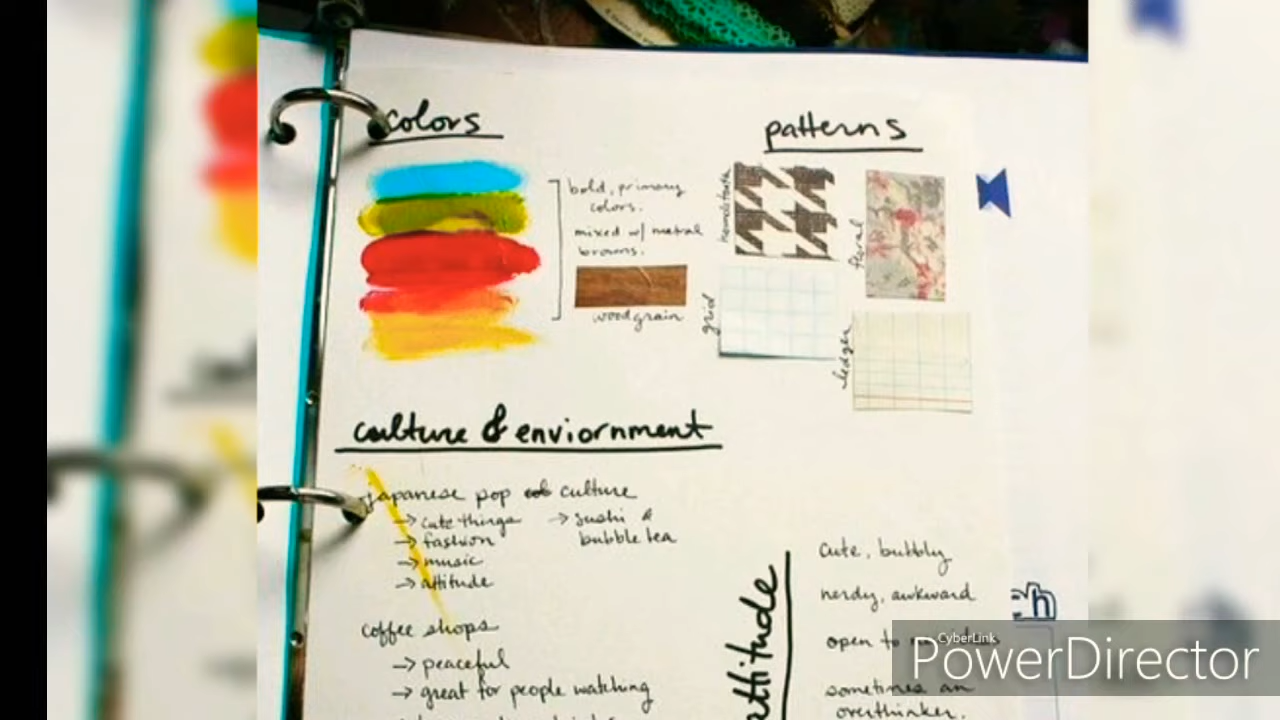 colors
bold, primary
colors.
mixed w/ natural
browns.
woodgrain
patterns
houndstooth
floral
grid
ledger
culture & enviornment
japanese pop culture
→ cute things
→ fashion
→ music
→ attitude
→ sushi &
bubble tea
coffee shops
→ peaceful
→ great for people watching
attitude
cute, bubbly
nerdy, awkward
open to
sometimes an
overthinker.
ch
CyberLink
PowerDirector